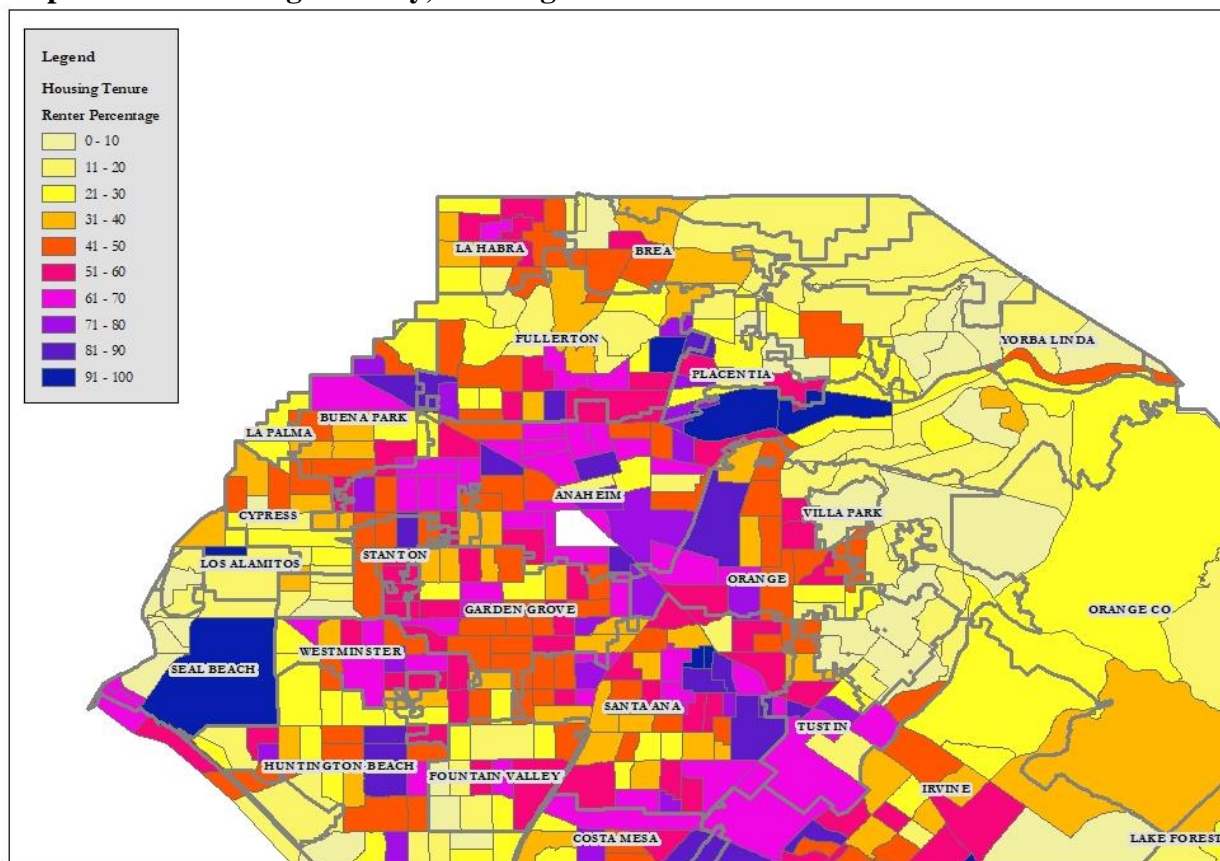 Legend
Housing Tenure
Renter Percentage
0 - 10
11 - 20
21 - 30
31 - 40
41 - 50
51 - 60
61 - 70
71 - 80
81 - 90
91 - 100
LA HABRA
BREA
FULLERTON
YORBA LINDA
PLACENTIA
BUENA PARK
LA PALMA
ANAHEIM
VILLA PARK
CYPRESS
STANTON
LOS ALAMITOS
ORANGE
GARDEN GROVE
ORANGE CO
WESTMINSTER
SEAL BEACH
SANTA ANA
TUSTIN
HUNTINGTON BEACH
FOUNTAIN VALLEY
IRVINE
COSTA MESA
LAKE FOREST